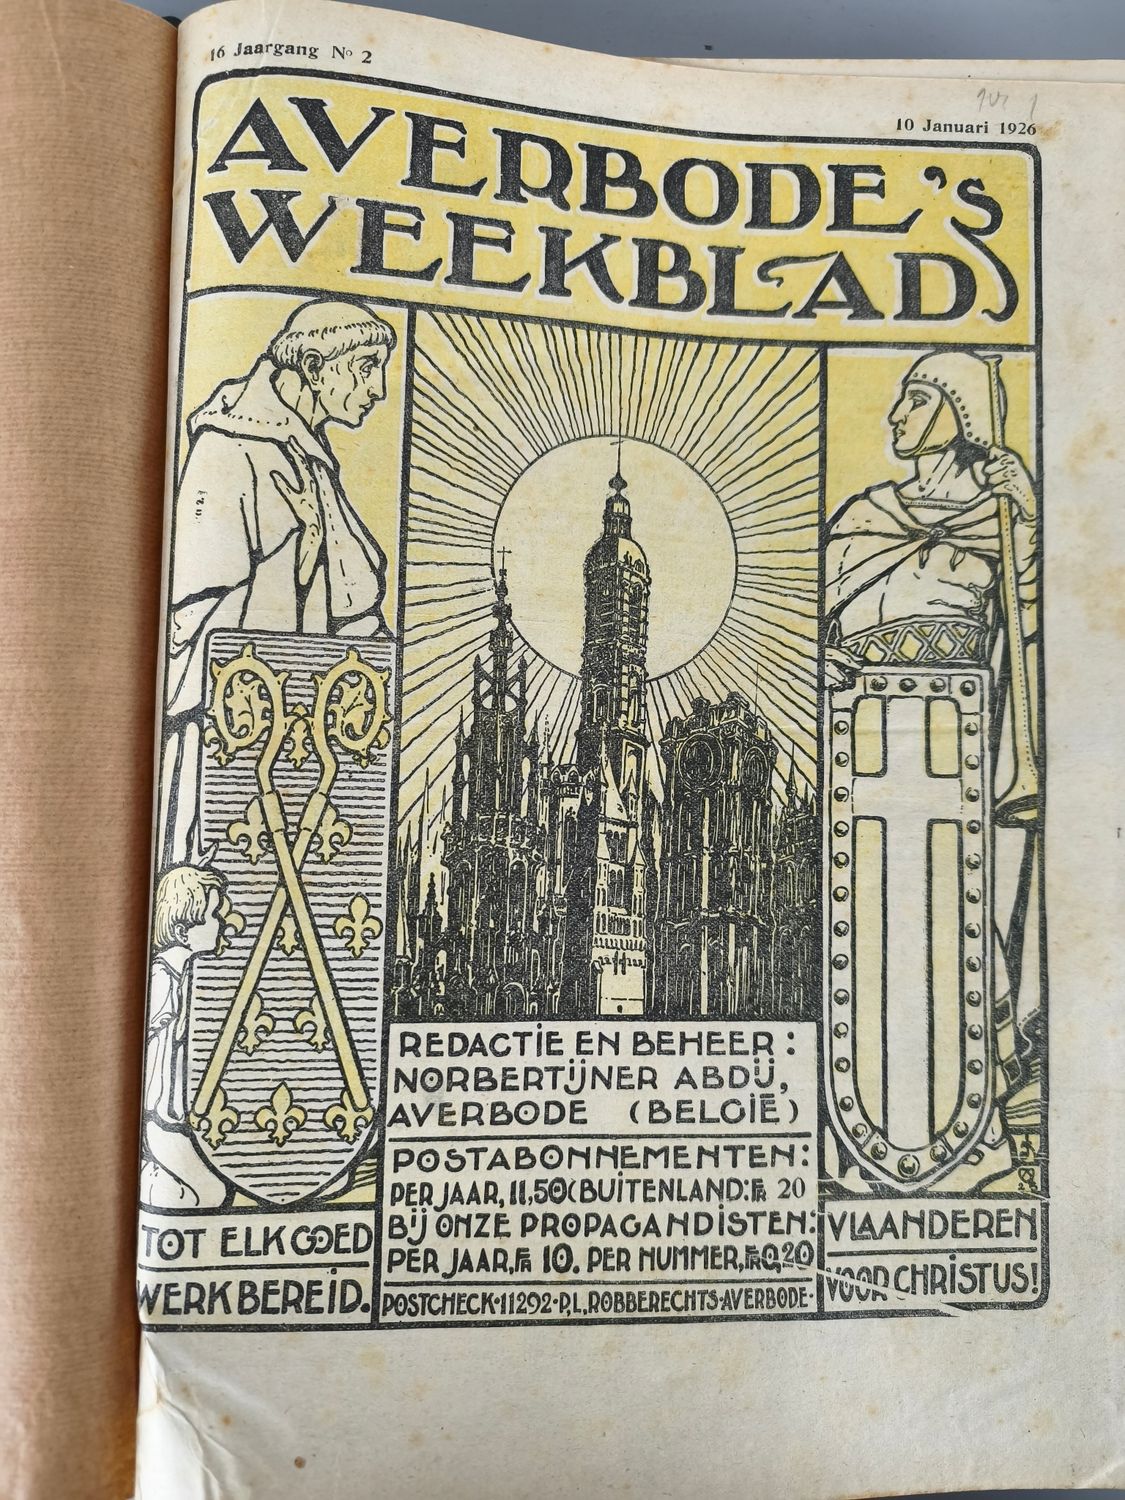 16 Jaargang No 2
10 Januari 1926
AVERBODE'S
WEEKBLAD
REDACTIE EN BEHEER:
NORBERTIJNER ABDIJ,
AVERBODE (BELGIË)
POSTABONNEMENTEN:
PER JAAR, 11,50 (BUITENLAND: FR 20
BIJ ONZE PROPAGANDISTEN:
PER JAAR, FR 10. PER NUMMER, FR 0,20
POSTCHECK·11292·P.L. ROBBERECHTS·AVERBODE·
TOT ELK GOED
WERK BEREID.
VLAANDEREN
VOOR CHRISTUS!